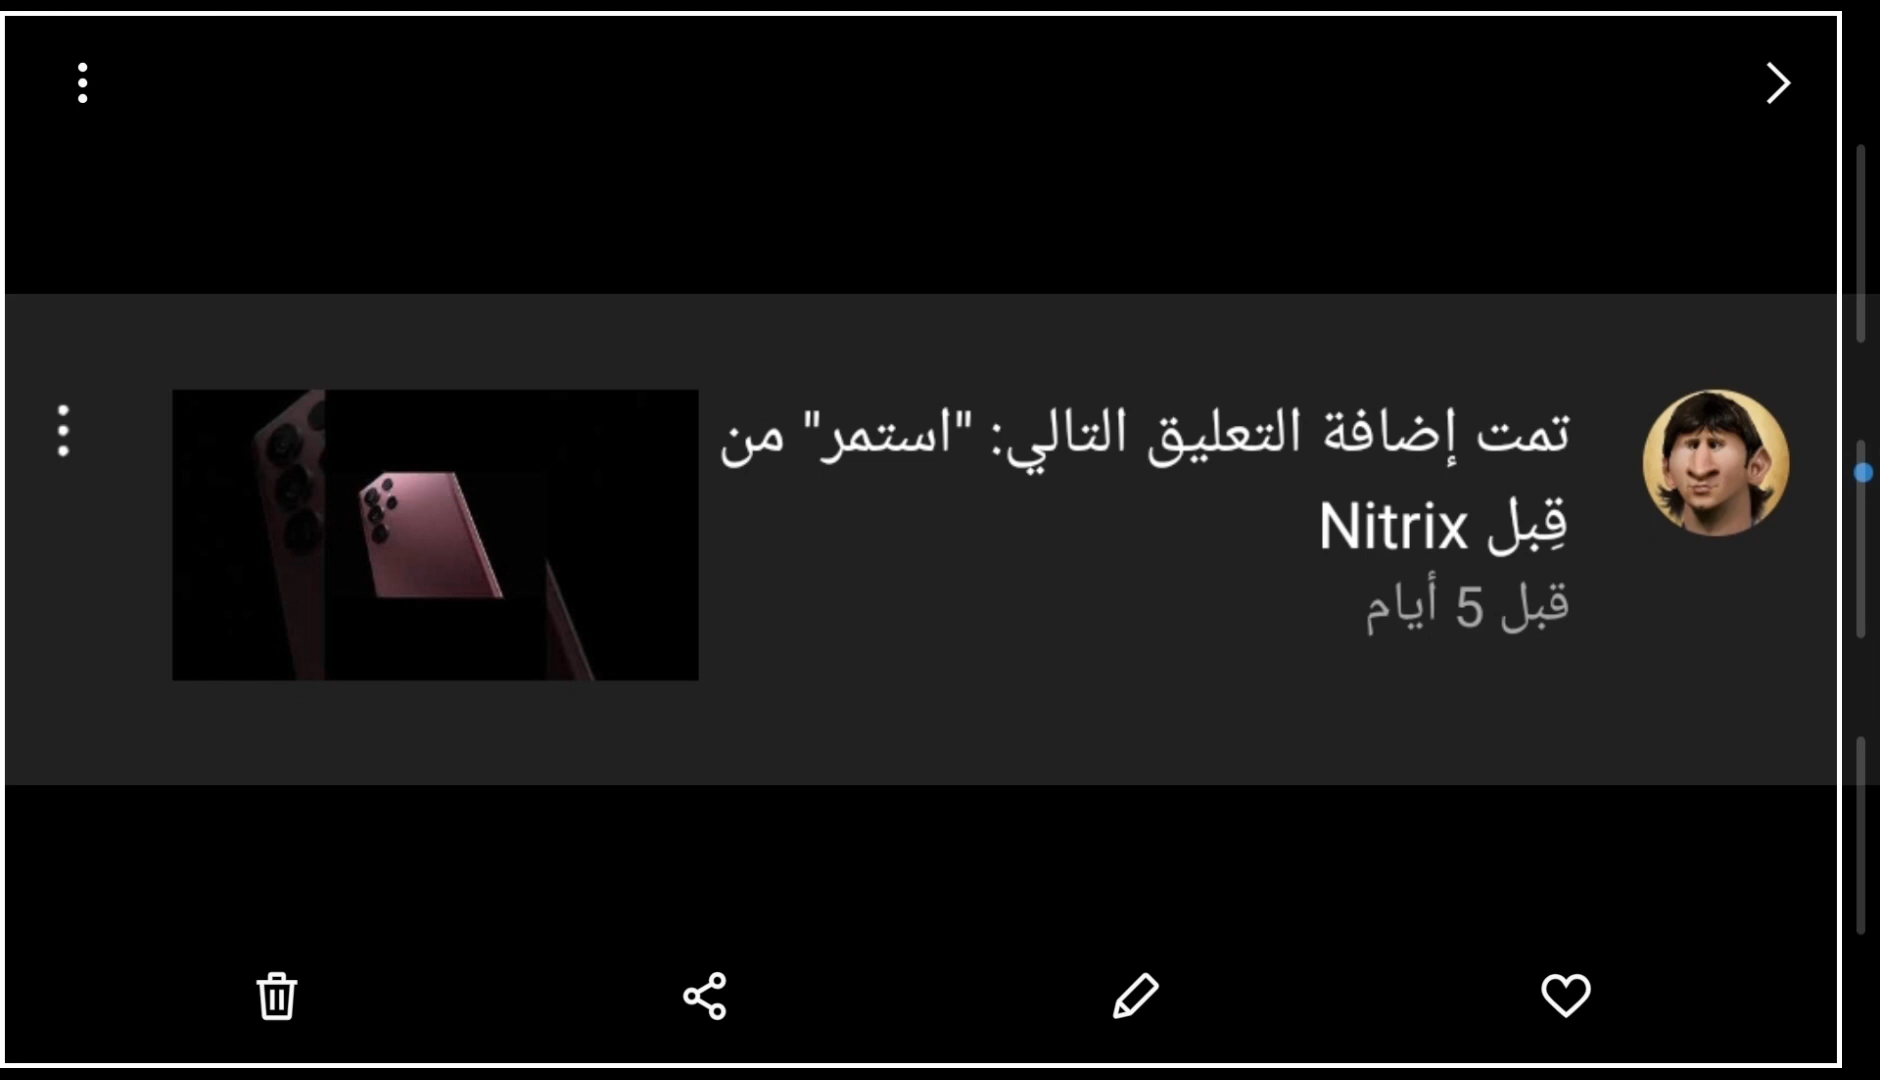 تمت إضافة التعليق التالي: "استمر" من
قِبل Nitrix
قبل 5 أيام